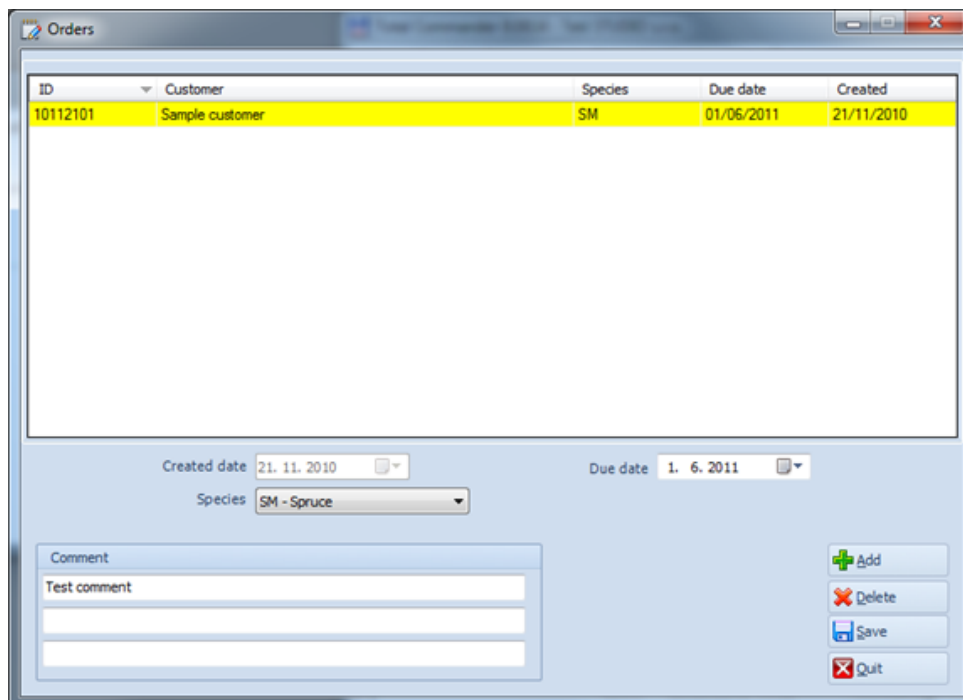 Orders
ID Customer Species Due date Created
10112101 Sample customer SM 01/06/2011 21/11/2010
Created date 21. 11. 2010 Due date 1. 6. 2011
Species SM - Spruce
Comment
Test comment
Add
Delete
Save
Quit